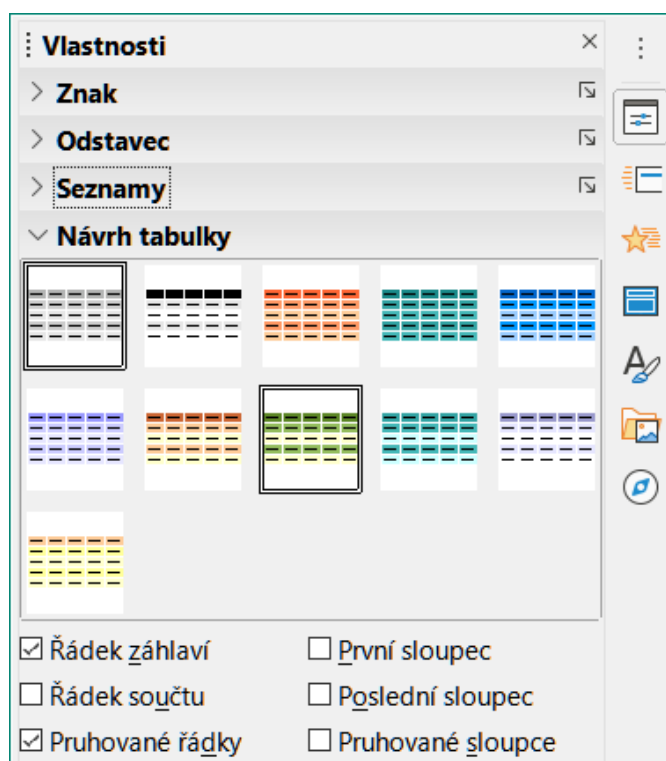 Vlastnosti
Znak
Odstavec
Seznamy
Návrh tabulky
Řádek záhlaví
První sloupec
Řádek součtu
Poslední sloupec
Pruhované řádky
Pruhované sloupce